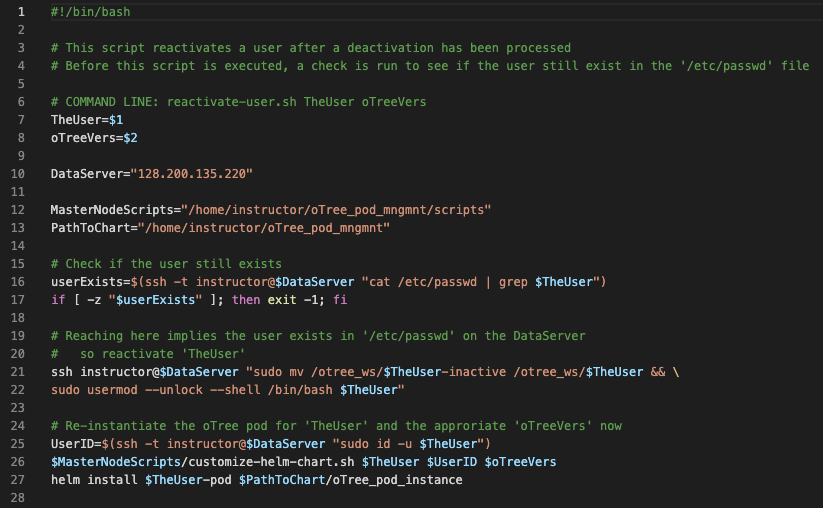 1 #!/bin/bash
2
3 # This script reactivates a user after a deactivation has been processed
4 # Before this script is executed, a check is run to see if the user still exist in the '/etc/passwd' file
5
6 # COMMAND LINE: reactivate-user.sh TheUser oTreeVers
7 TheUser=$1
8 oTreeVers=$2
9
10 DataServer="128.200.135.220"
11
12 MasterNodeScripts="/home/instructor/oTree_pod_mngmnt/scripts"
13 PathToChart="/home/instructor/oTree_pod_mngmnt"
14
15 # Check if the user still exists
16 userExists=$(ssh -t instructor@$DataServer "cat /etc/passwd | grep $TheUser")
17 if [ -z "$userExists" ]; then exit -1; fi
18
19 # Reaching here implies the user exists in '/etc/passwd' on the DataServer
20 #   so reactivate 'TheUser'
21 ssh instructor@$DataServer "sudo mv /otree_ws/$TheUser-inactive /otree_ws/$TheUser && \
22 sudo usermod --unlock --shell /bin/bash $TheUser"
23
24 # Re-instantiate the oTree pod for 'TheUser' and the approriate 'oTreeVers' now
25 UserID=$(ssh -t instructor@$DataServer "sudo id -u $TheUser")
26 $MasterNodeScripts/customize-helm-chart.sh $TheUser $UserID $oTreeVers
27 helm install $TheUser-pod $PathToChart/oTree_pod_instance
28